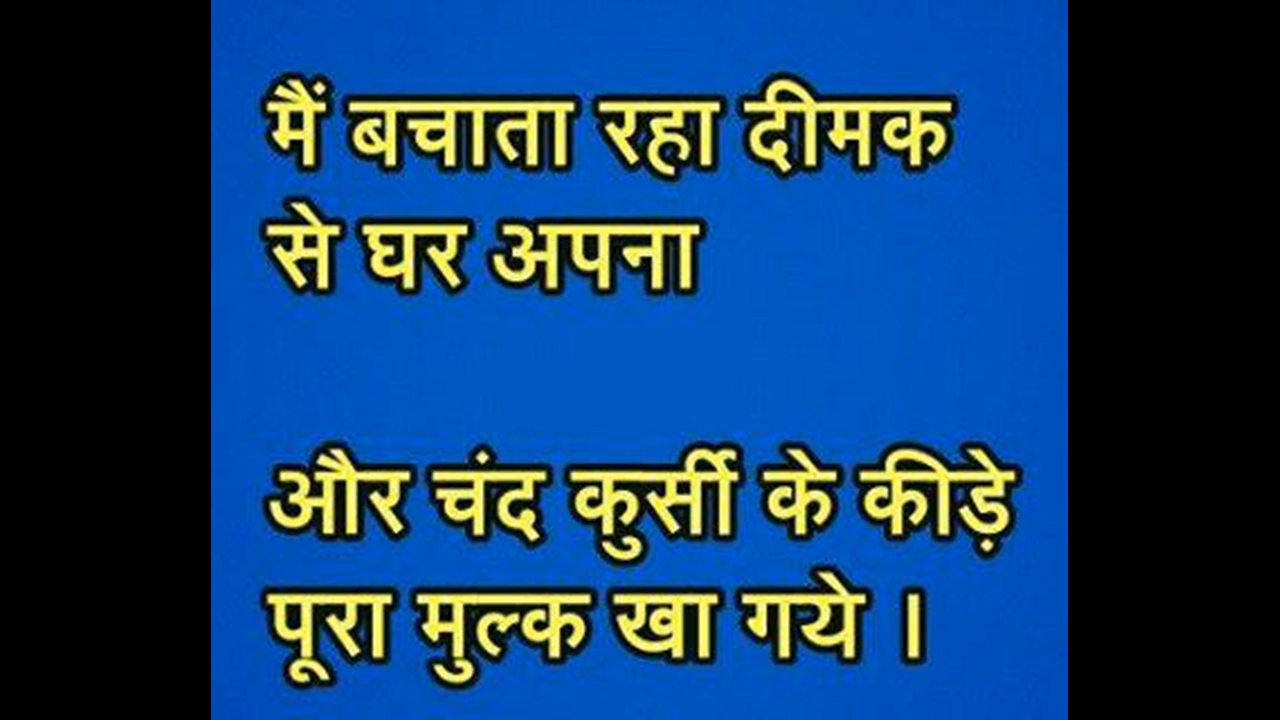 मैं बचाता रहा दीमक
से घर अपना
और चंद कुर्सी के कीड़े
पूरा मुल्क खा गये ।